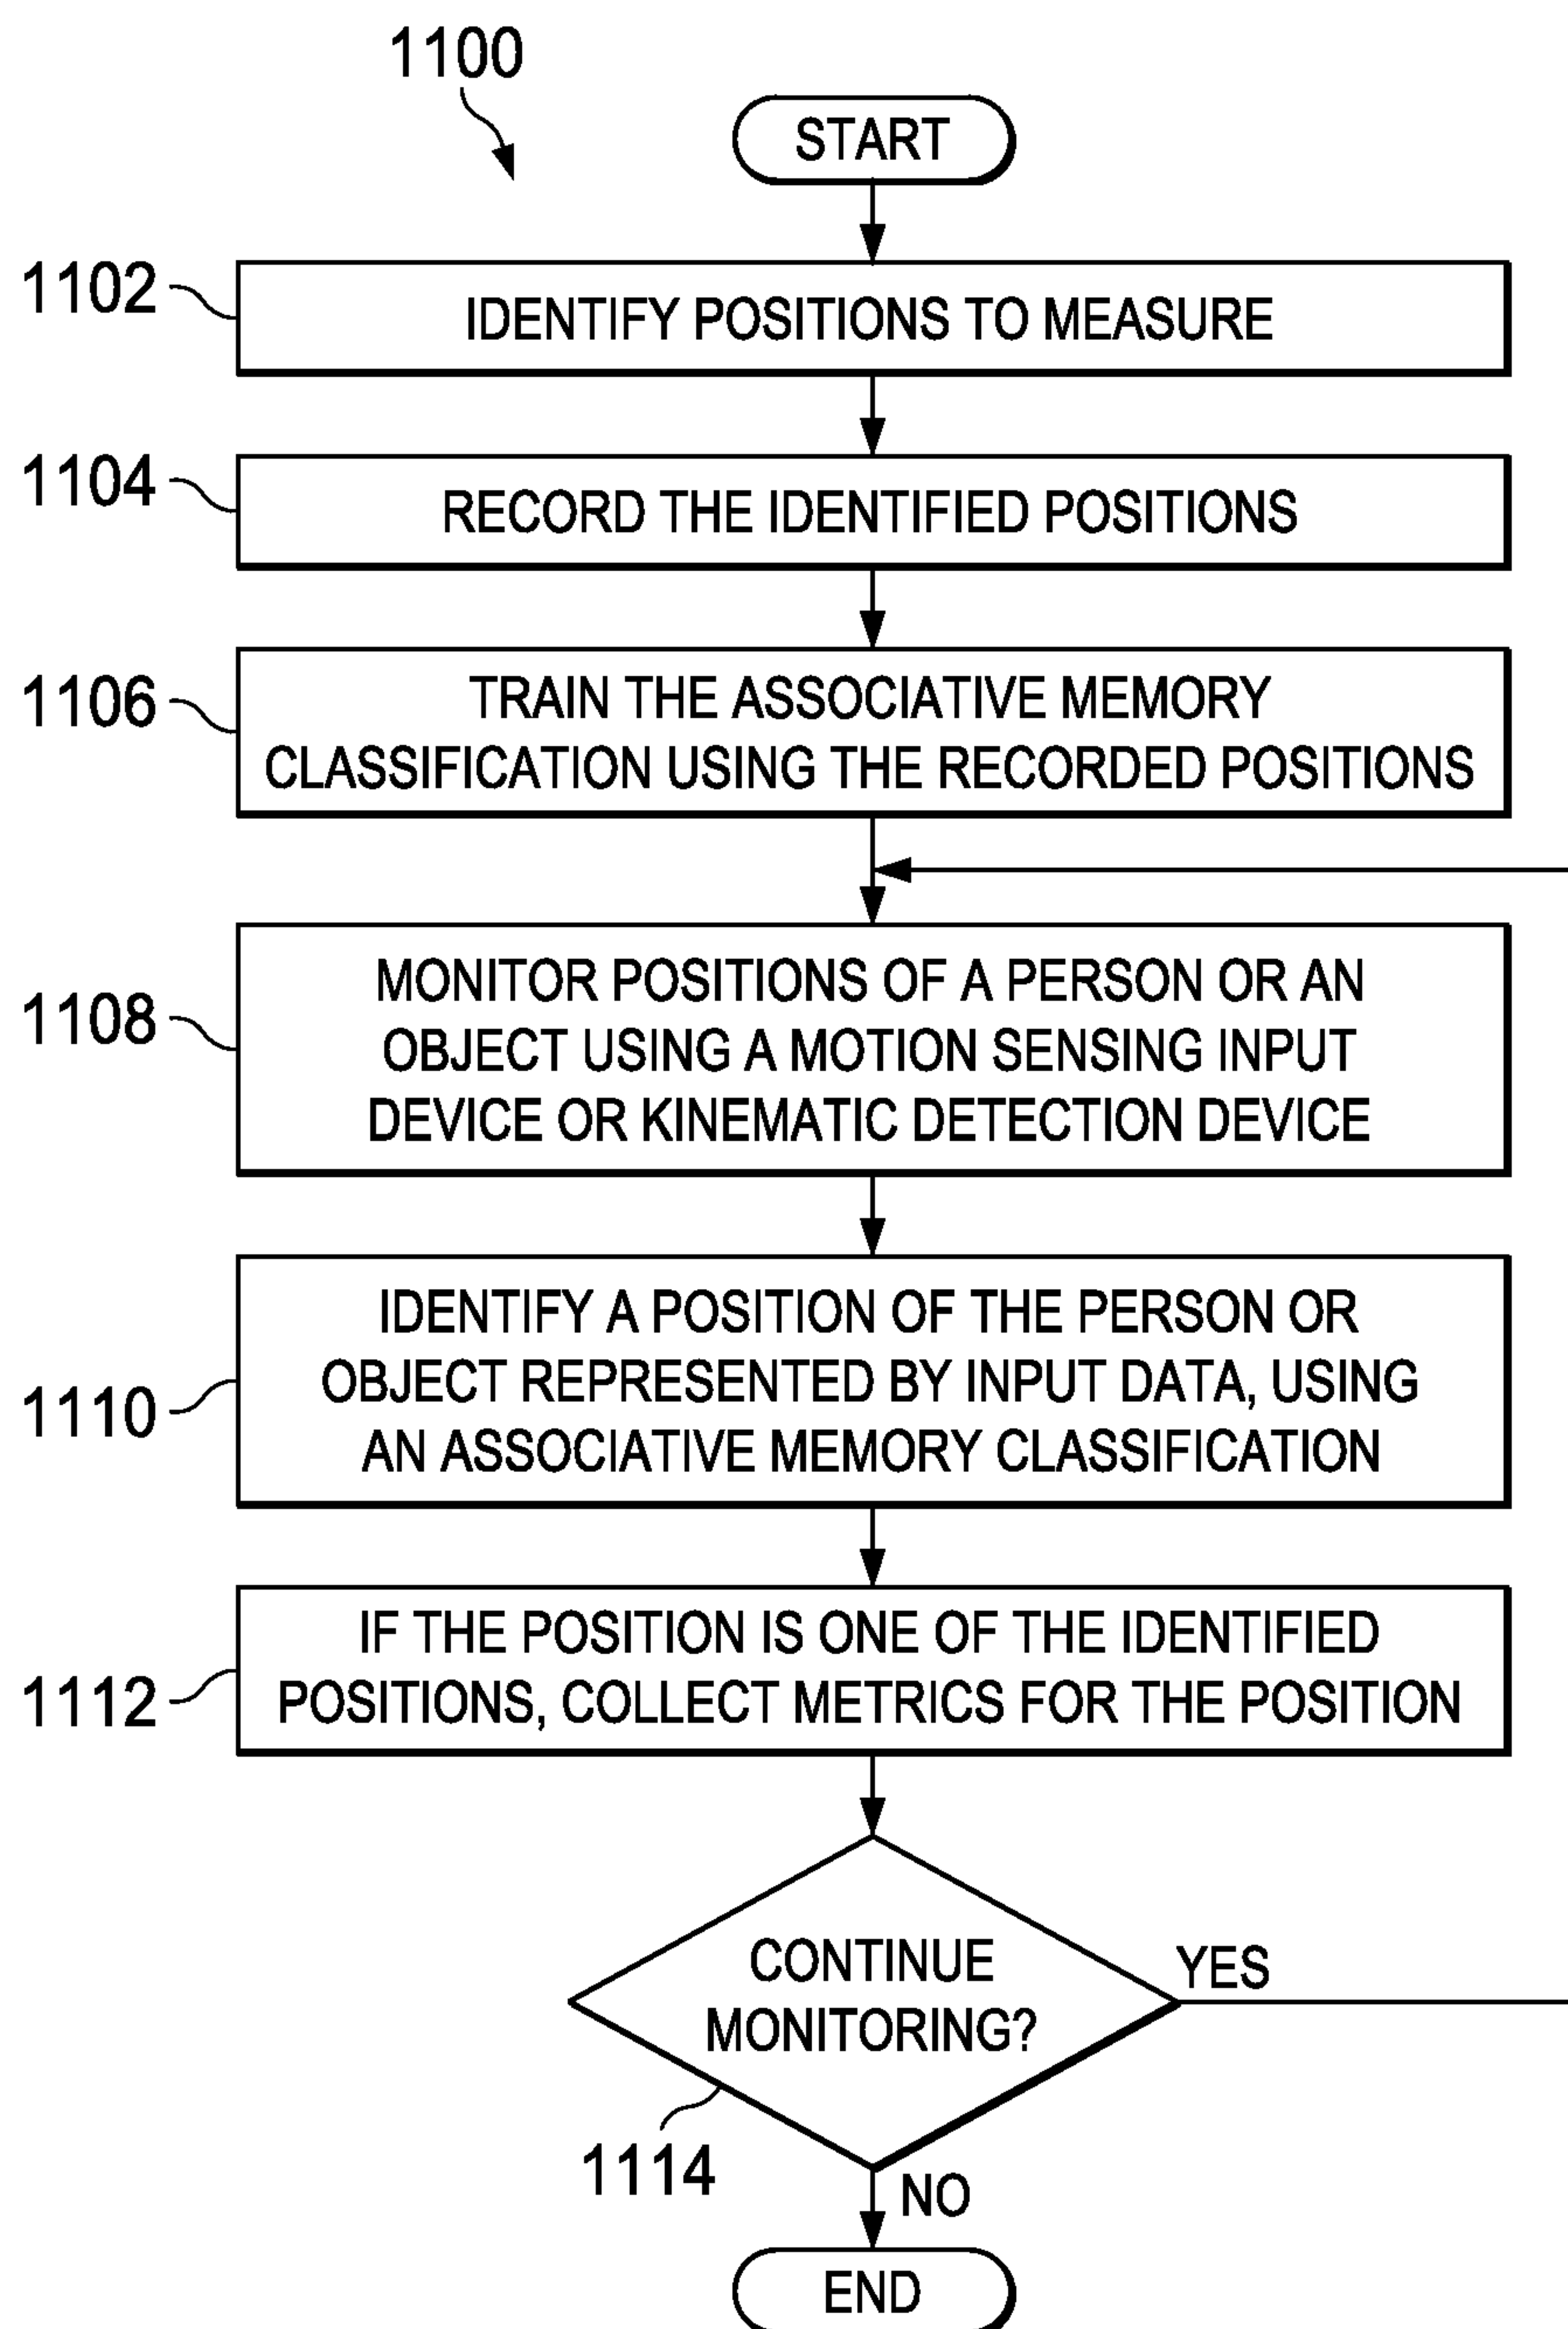 1100
START
1102
IDENTIFY POSITIONS TO MEASURE
1104
RECORD THE IDENTIFIED POSITIONS
1106
TRAIN THE ASSOCIATIVE MEMORY
CLASSIFICATION USING THE RECORDED POSITIONS
1108
MONITOR POSITIONS OF A PERSON OR AN
OBJECT USING A MOTION SENSING INPUT
DEVICE OR KINEMATIC DETECTION DEVICE
1110
IDENTIFY A POSITION OF THE PERSON OR
OBJECT REPRESENTED BY INPUT DATA, USING
AN ASSOCIATIVE MEMORY CLASSIFICATION
1112
IF THE POSITION IS ONE OF THE IDENTIFIED
POSITIONS, COLLECT METRICS FOR THE POSITION
CONTINUE
MONITORING?
YES
1114
NO
END